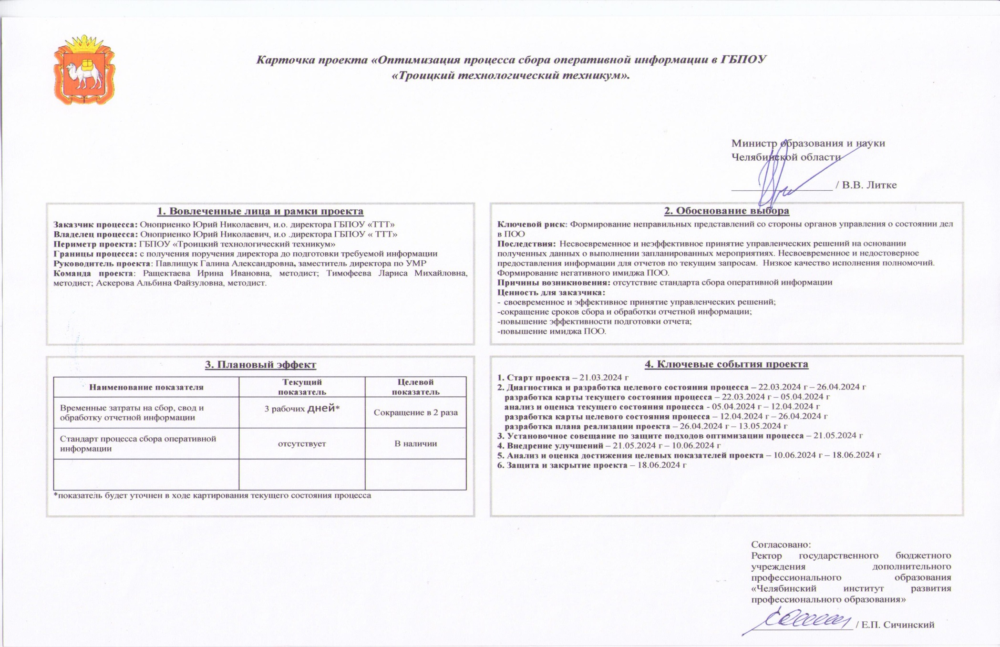 Карточка проекта «Оптимизация процесса сбора оперативной информации в ГБПОУ
«Троицкий технологический техникум».
Министр образования и науки
Челябинской области
/ В.В. Литке
1. Вовлеченные лица и рамки проекта
Заказчик процесса: Оноприенко Юрий Николаевич, и.о. директора ГБПОУ «ТТТ»
Владелец процесса: Оноприенко Юрий Николаевич, и.о .директора ГБПОУ « ТТТ»
Периметр проекта: ГБПОУ «Троицкий технологический техникум»
Границы процесса: с получения поручения директора до подготовки требуемой информации
Руководитель проекта: Павлищук Галина Александровна, заместитель директора по УМР
Команда проекта: Ращектаева Ирина Ивановна, методист; Тимофеева Лариса Михайловна,
методист; Аскерова Альбина Файзуловна, методист.
2. Обоснование выбора
Ключевой риск: Формирование неправильных представлений со стороны органов управления о состоянии дел
в ПОО
Последствия: Несвоевременное и неэффективное принятие управленческих решений на основании
полученных данных о выполнении запланированных мероприятиях. Несвоевременное и недостоверное
предоставления информации для отчетов по текущим запросам. Низкое качество исполнения полномочий.
Формирование негативного имиджа ПОО.
Причины возникновения: отсутствие стандарта сбора оперативной информации
Ценность для заказчика:
- своевременное и эффективное принятие управленческих решений;
-сокращение сроков сбора и обработки отчетной информации;
-повышение эффективности подготовки отчета;
-повышение имиджа ПОО.
3. Плановый эффект
Наименование показателя
Текущий
показатель
Целевой
показатель
Временные затраты на сбор, свод и
обработку отчетной информации
3 рабочих дней*
Сокращение в 2 раза
Стандарт процесса сбора оперативной
информации
отсутствует
В наличии
*показатель будет уточнен в ходе картирования текущего состояния процесса
4. Ключевые события проекта
1. Старт проекта – 21.03.2024 г
2. Диагностика и разработка целевого состояния процесса – 22.03.2024 г – 26.04.2024 г
разработка карты текущего состояния процесса – 22.03.2024 г – 05.04.2024 г
анализ и оценка текущего состояния процесса - 05.04.2024 г – 12.04.2024 г
разработка карты целевого состояния процесса – 12.04.2024 г – 26.04.2024 г
разработка плана реализации проекта – 26.04.2024 г – 13.05.2024 г
3. Установочное совещание по защите подходов оптимизации процесса – 21.05.2024 г
4. Внедрение улучшений – 21.05.2024 г – 10.06.2024 г
5. Анализ и оценка достижения целевых показателей проекта – 10.06.2024 г – 18.06.2024 г
6. Защита и закрытие проекта – 18.06.2024 г
Согласовано:
Ректор государственного бюджетного
учреждения дополнительного
профессионального образования
«Челябинский институт развития
профессионального образования»
/ Е.П. Сичинский